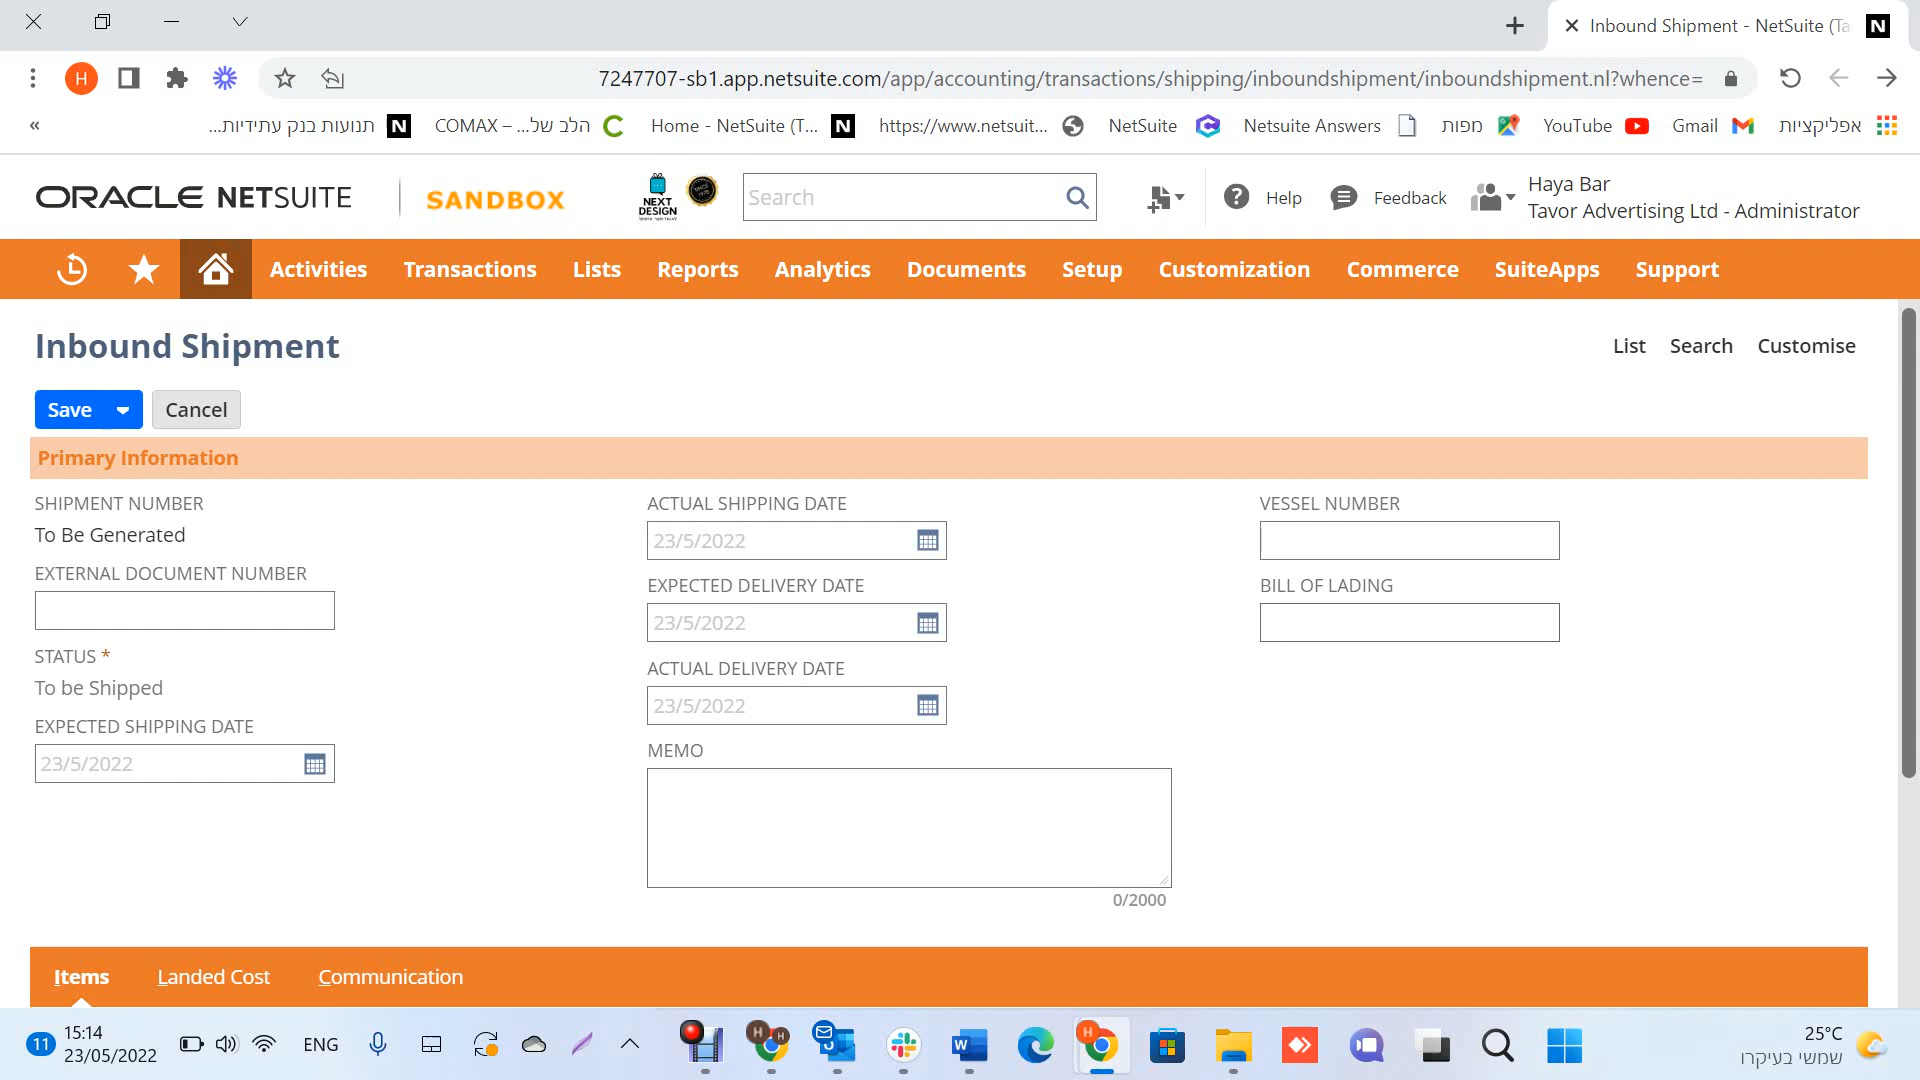 Inbound Shipment - NetSuite (Ta
H
7247707-sb1.app.netsuite.com/app/accounting/transactions/shipping/inboundshipment/inboundshipment.nl?whence=
«
תנועות בנק עתידיות...
COMAX – הלב של...
Home - NetSuite (T...
https://www.netsuit...
NetSuite
Netsuite Answers
מפות
YouTube
Gmail
אפליקציות
ORACLE NETSUITE
SANDBOX
NEXT
DESIGN
Search
Help
Feedback
Haya Bar
Tavor Advertising Ltd - Administrator
Activities
Transactions
Lists
Reports
Analytics
Documents
Setup
Customization
Commerce
SuiteApps
Support
Inbound Shipment
List
Search
Customise
Save
Cancel
Primary Information
SHIPMENT NUMBER
To Be Generated
EXTERNAL DOCUMENT NUMBER
STATUS *
To be Shipped
EXPECTED SHIPPING DATE
23/5/2022
ACTUAL SHIPPING DATE
23/5/2022
EXPECTED DELIVERY DATE
23/5/2022
ACTUAL DELIVERY DATE
23/5/2022
MEMO
0/2000
VESSEL NUMBER
BILL OF LADING
Items
Landed Cost
Communication
11
15:14
23/05/2022
ENG
25°C
שמשי בעיקרו